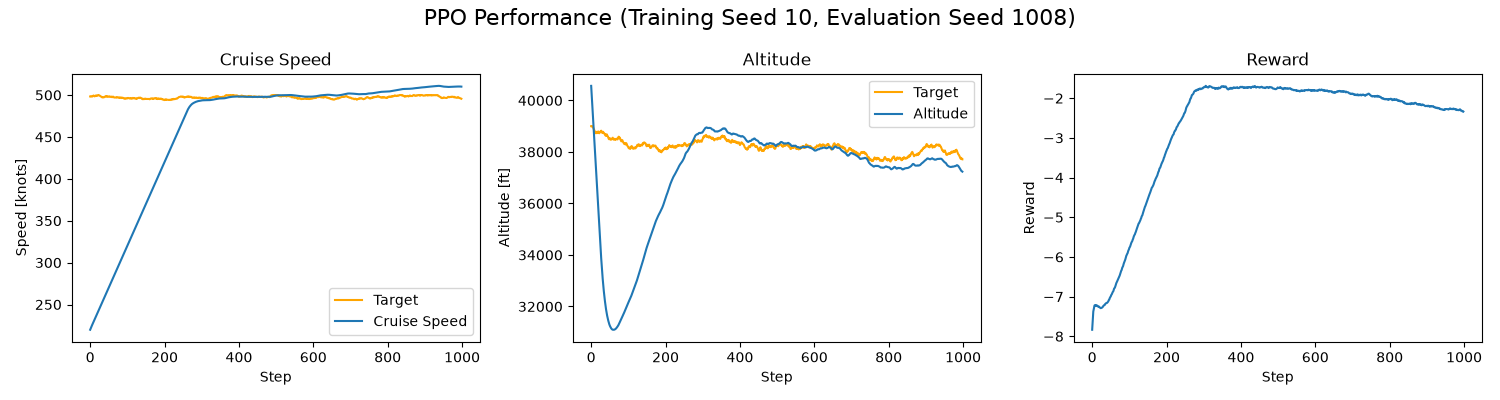 PPO Performance (Training Seed 10, Evaluation Seed 1008)
Cruise Speed
Speed [knots]
500
450
400
350
300
250
0 200 400 600 800 1000
Step
Target
Cruise Speed
Altitude
Altitude [ft]
40000
38000
36000
34000
32000
0 200 400 600 800 1000
Step
Target
Altitude
Reward
Reward
−2
−3
−4
−5
−6
−7
−8
0 200 400 600 800 1000
Step